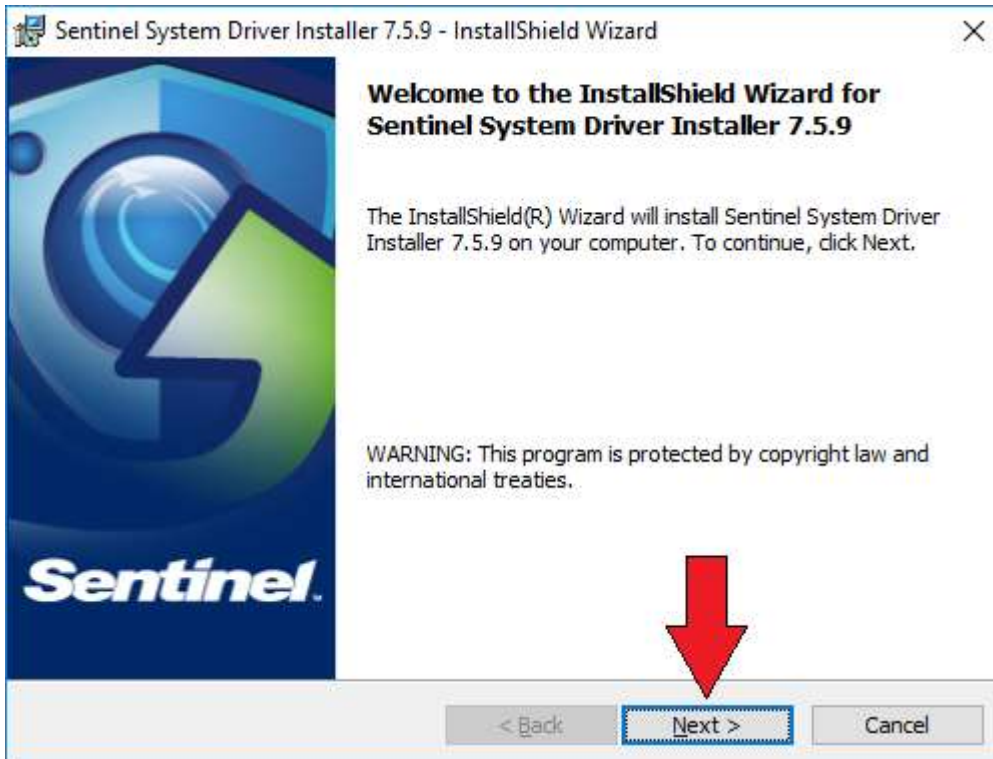 Sentinel System Driver Installer 7.5.9 - InstallShield Wizard
Welcome to the InstallShield Wizard for
Sentinel System Driver Installer 7.5.9
The InstallShield(R) Wizard will install Sentinel System Driver
Installer 7.5.9 on your computer. To continue, click Next.
WARNING: This program is protected by copyright law and
international treaties.
Sentinel™
< Back
Next >
Cancel